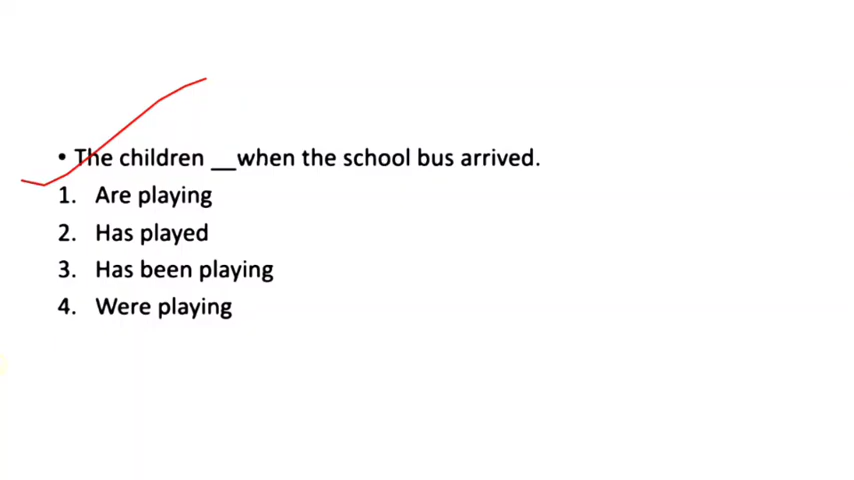 • The children __when the school bus arrived.
1. Are playing
2. Has played
3. Has been playing
4. Were playing